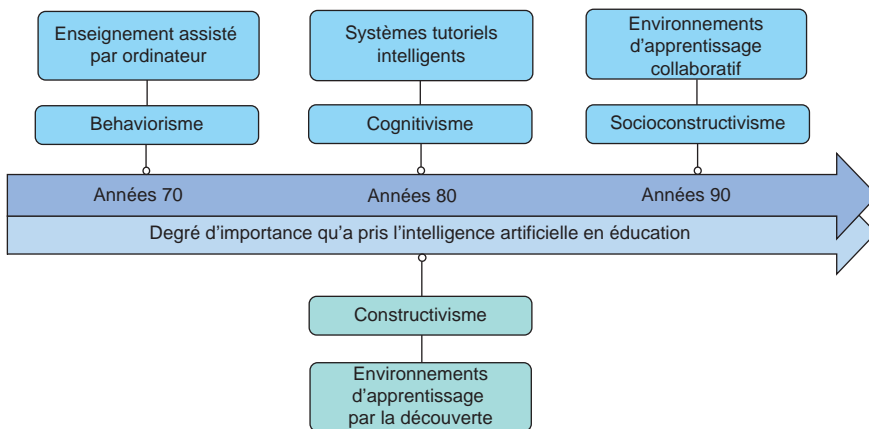 Enseignement assisté
par ordinateur
Systèmes tutoriels
intelligents
Environnements
d'apprentissage
collaboratif
Behaviorisme
Cognitivisme
Socioconstructivisme
Années 70
Années 80
Années 90
Degré d’importance qu’a pris l’intelligence artificielle en éducation
Constructivisme
Environnements
d'apprentissage
par la découverte